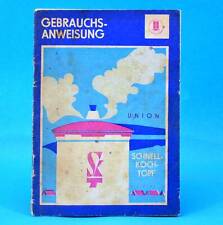 GEBRAUCHS-
ANWEISUNG
UNION
SCHNELL-
KOCH-
TOPF